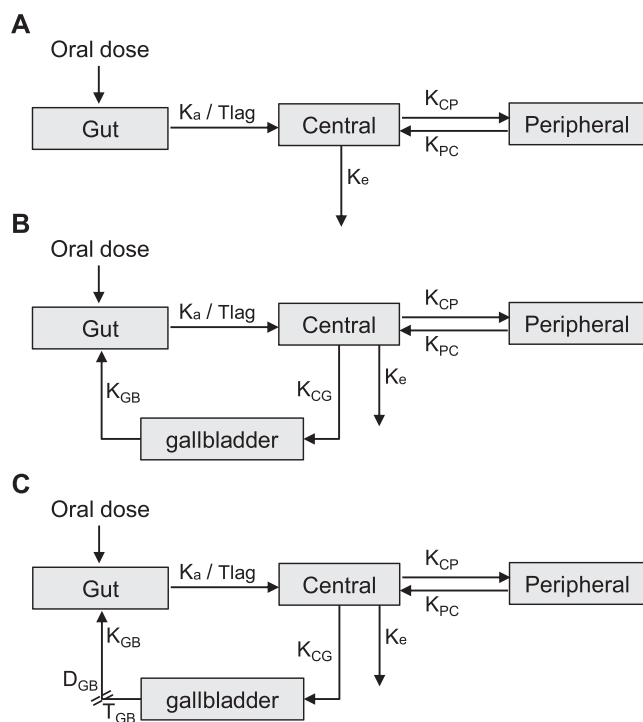 A
Oral dose
Gut
Ka / Tlag
Central
KCP
KPC
Peripheral
Ke
B
Oral dose
Gut
Ka / Tlag
Central
KCP
KPC
Peripheral
KGB
KCG
Ke
gallbladder
C
Oral dose
Gut
Ka / Tlag
Central
KCP
KPC
Peripheral
KGB
KCG
Ke
DGB
TGB
gallbladder